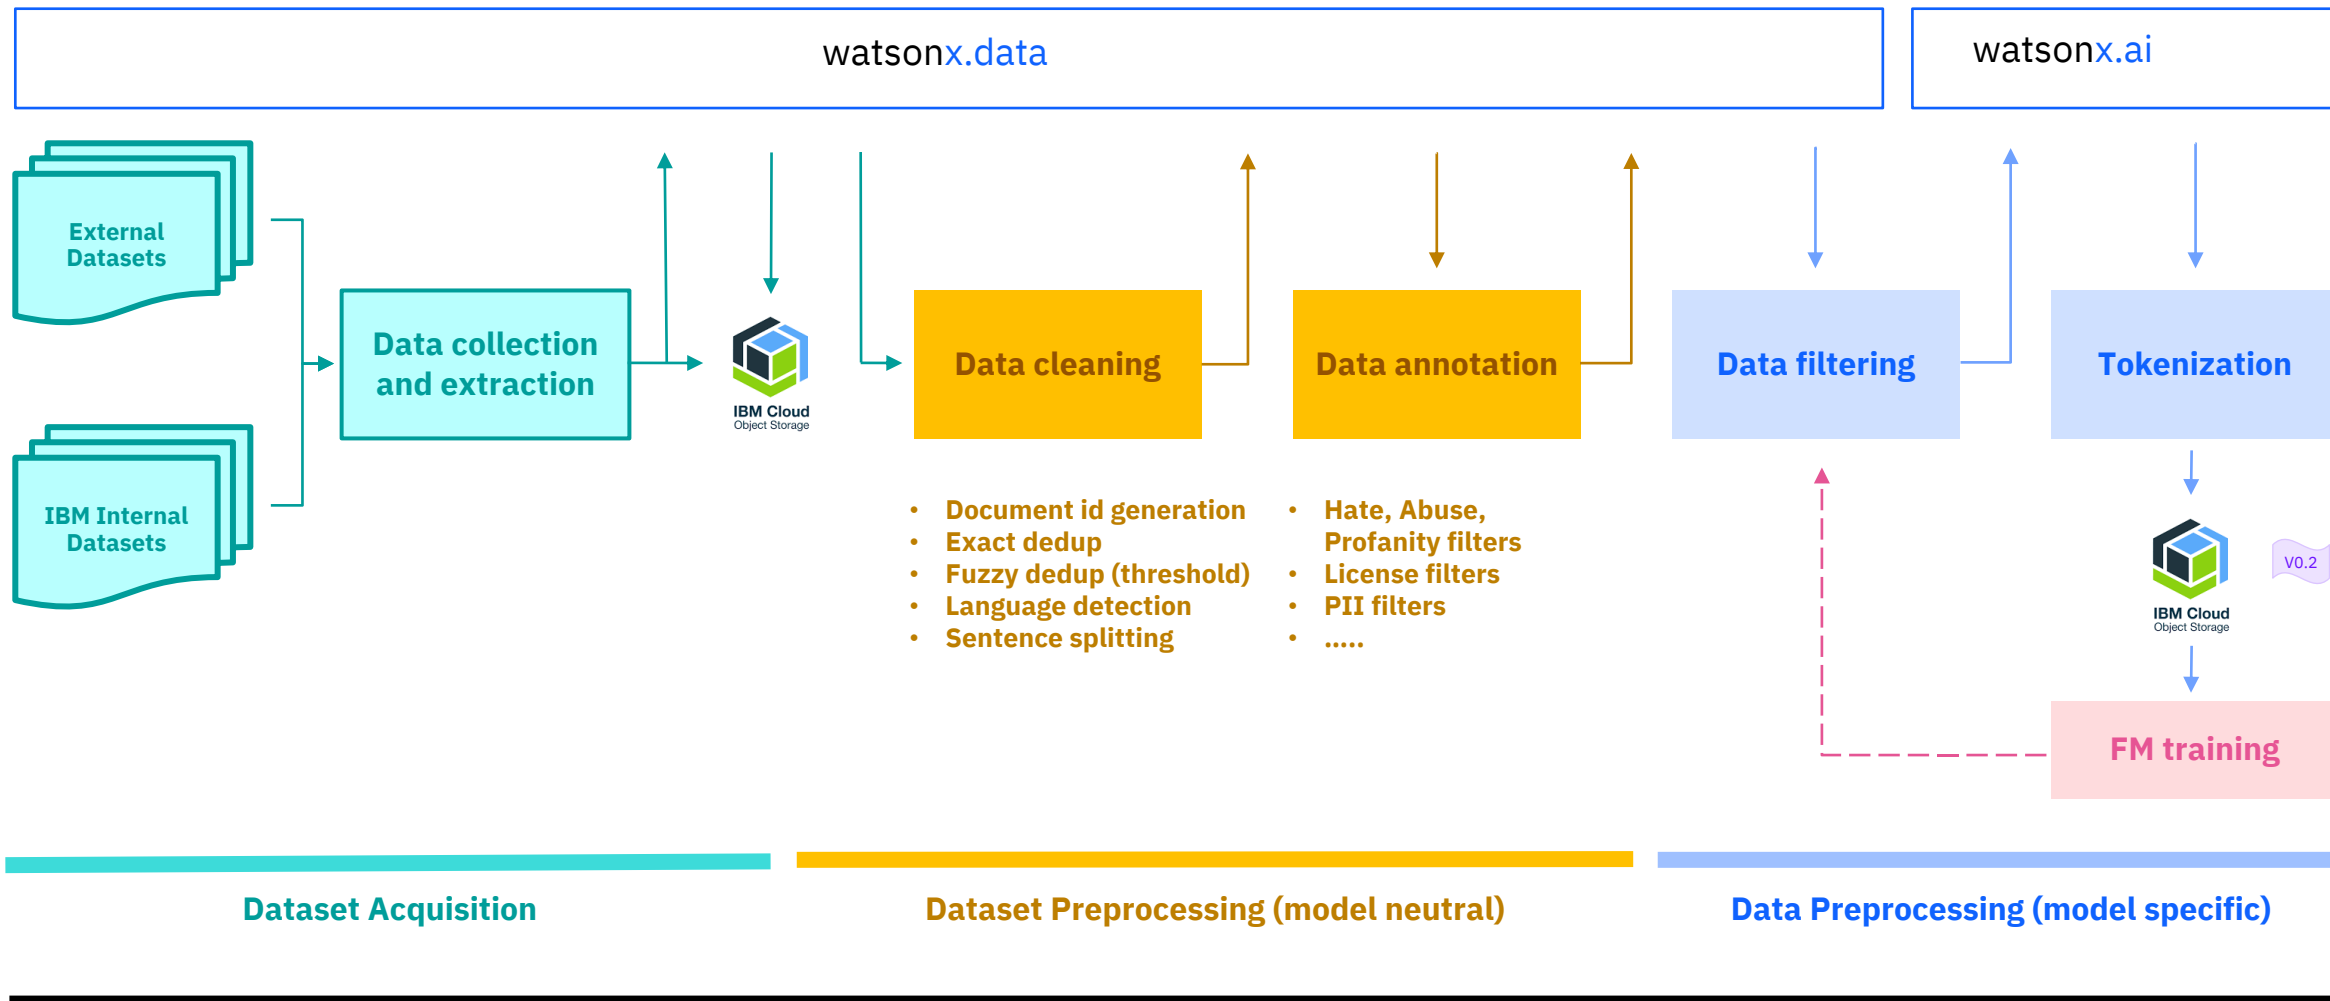 watsonx.data
watsonx.ai
External
Datasets
IBM Internal
Datasets
Data collection
and extraction
IBM Cloud
Object Storage
Data cleaning
• Document id generation
• Exact dedup
• Fuzzy dedup (threshold)
• Language detection
• Sentence splitting
Data annotation
• Hate, Abuse,
Profanity filters
• License filters
• PII filters
• .....
Data filtering
Tokenization
IBM Cloud
Object Storage
V0.2
FM training
Dataset Acquisition
Dataset Preprocessing (model neutral)
Data Preprocessing (model specific)